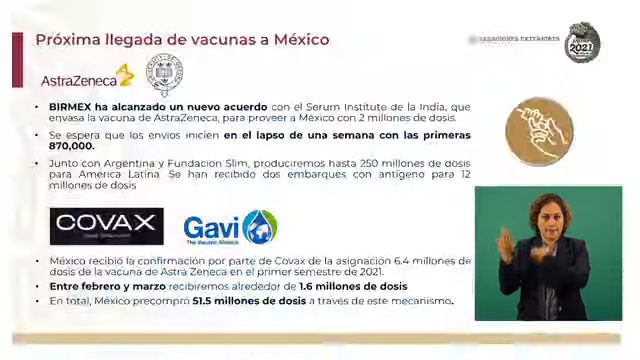 Próxima llegada de vacunas a México
RELACIONES EXTERIORES
2021
AstraZeneca
• BIRMEX ha alcanzado un nuevo acuerdo con el Serum Institute de la India, que
envasa la vacuna de AstraZeneca, para proveer a México con 2 millones de dosis.
• Se espera que los envíos inicien en el lapso de una semana con las primeras
870,000.
• Junto con Argentina y Fundación Slim, produciremos hasta 250 millones de dosis
para América Latina. Se han recibido dos embarques con antígeno para 12
millones de dosis
COVAX
Gavi
The Vaccine Alliance
• México recibió la confirmación por parte de Covax de la asignación 6.4 millones de
dosis de la vacuna de Astra Zeneca en el primer semestre de 2021.
• Entre febrero y marzo recibiremos alrededor de 1.6 millones de dosis
• En total, México precompró 51.5 millones de dosis a través de este mecanismo.